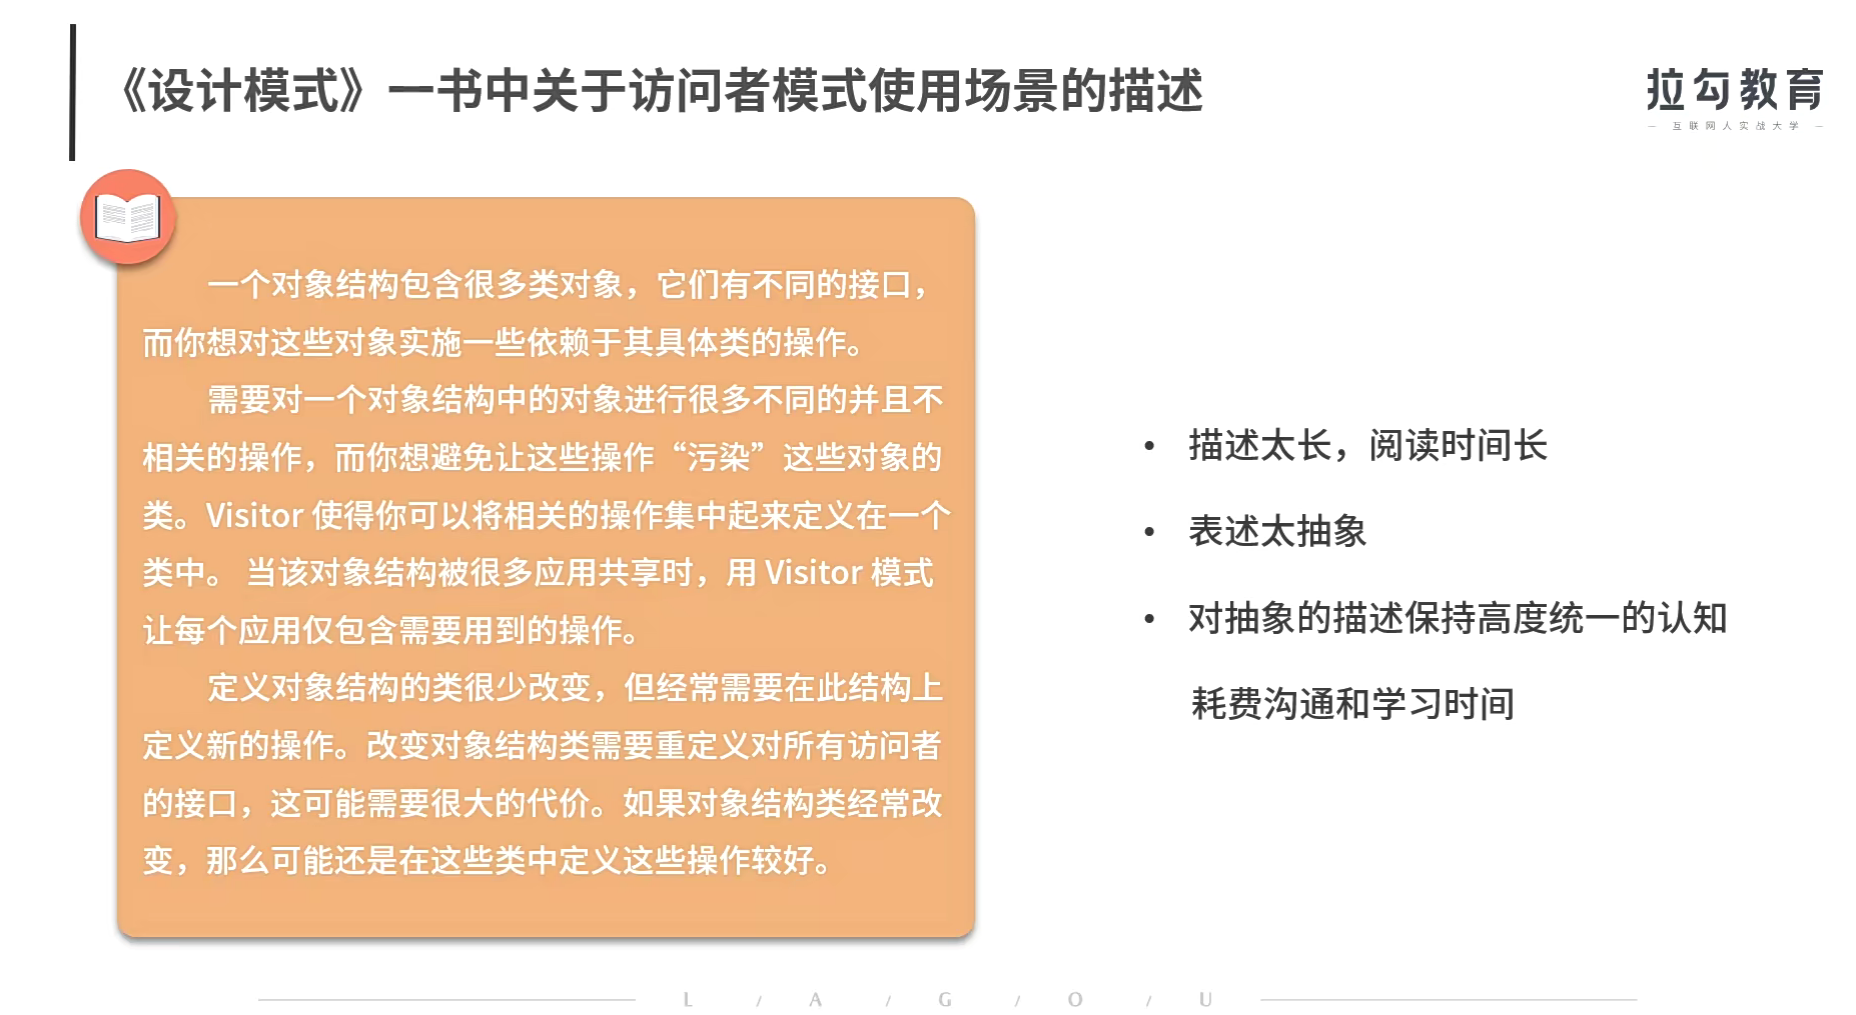 《设计模式》一书中关于访问者模式使用场景的描述
拉勾教育
— 互联网人实战大学 —
一个对象结构包含很多类对象，它们有不同的接口，
而你想对这些对象实施一些依赖于其具体类的操作。
需要对一个对象结构中的对象进行很多不同的并且不
相关的操作，而你想避免让这些操作“污染”这些对象的
类。Visitor 使得你可以将相关的操作集中起来定义在一个
类中。 当该对象结构被很多应用共享时，用 Visitor 模式
让每个应用仅包含需要用到的操作。
定义对象结构的类很少改变，但经常需要在此结构上
定义新的操作。改变对象结构类需要重定义对所有访问者
的接口，这可能需要很大的代价。如果对象结构类经常改
变，那么可能还是在这些类中定义这些操作较好。
• 描述太长，阅读时间长
• 表述太抽象
• 对抽象的描述保持高度统一的认知
耗费沟通和学习时间
L / A / G / O / U